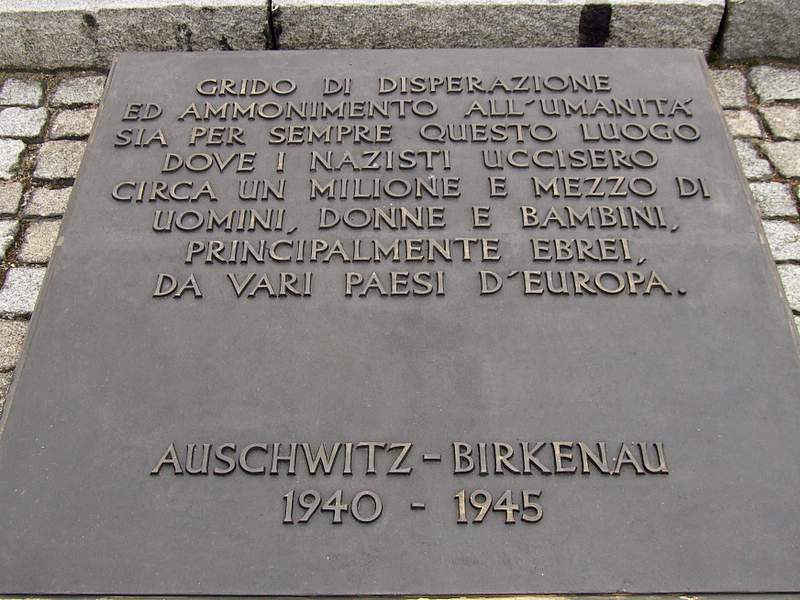 GRIDO DI DISPERAZIONE
ED AMMONIMENTO ALL´UMANITÁ
SIA PER SEMPRE QUESTO LUOGO
DOVE I NAZISTI UCCISERO
CIRCA UN MILIONE E MEZZO DI
UOMINI, DONNE E BAMBINI,
PRINCIPALMENTE EBREI,
DA VARI PAESI D´EUROPA.
AUSCHWITZ - BIRKENAU
1940 - 1945